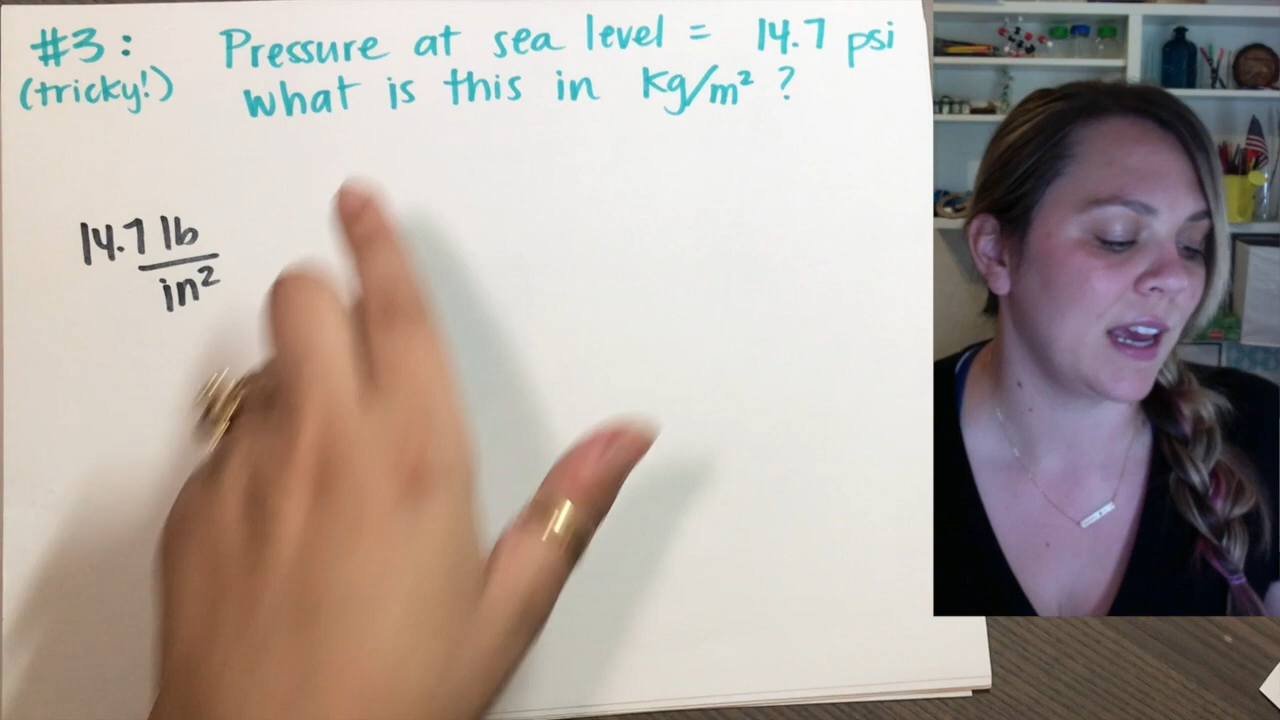 #3: Pressure at sea level = 14.7 psi
(tricky!) what is this in kg/m² ?
14.7 lb
in²